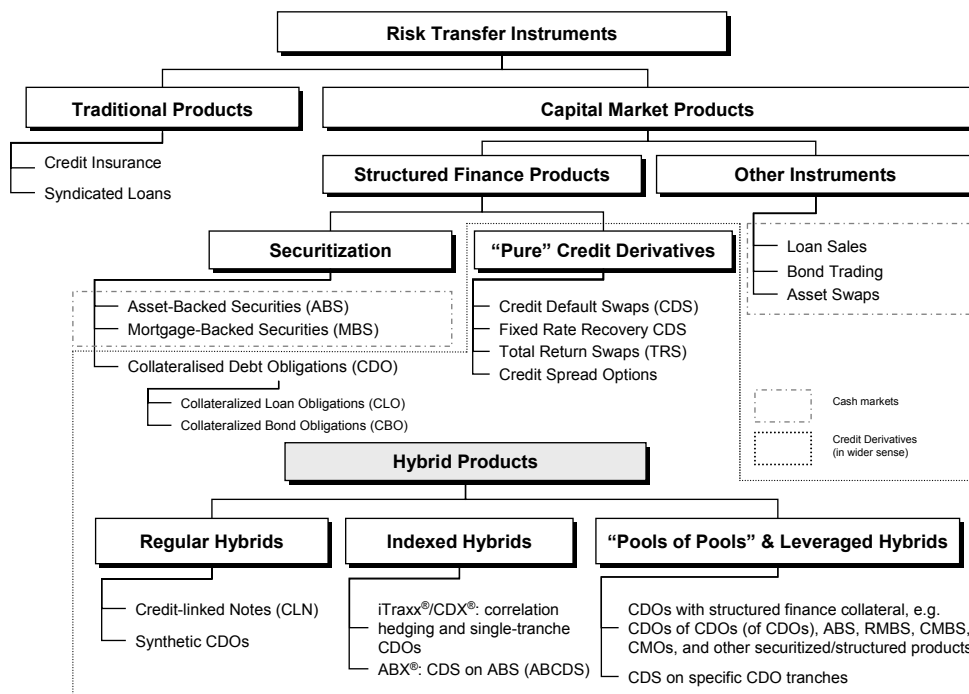 Risk Transfer Instruments
Traditional Products
Capital Market Products
Credit Insurance
Syndicated Loans
Structured Finance Products
Other Instruments
Securitization
“Pure” Credit Derivatives
Loan Sales
Bond Trading
Asset Swaps
Asset-Backed Securities (ABS)
Mortgage-Backed Securities (MBS)
Collateralised Debt Obligations (CDO)
Collateralized Loan Obligations (CLO)
Collateralized Bond Obligations (CBO)
Credit Default Swaps (CDS)
Fixed Rate Recovery CDS
Total Return Swaps (TRS)
Credit Spread Options
Cash markets
Credit Derivatives
(in wider sense)
Hybrid Products
Regular Hybrids
Indexed Hybrids
“Pools of Pools” & Leveraged Hybrids
Credit-linked Notes (CLN)
Synthetic CDOs
iTraxx®/CDX®: correlation
hedging and single-tranche
CDOs
ABX®: CDS on ABS (ABCDS)
CDOs with structured finance collateral, e.g.
CDOs of CDOs (of CDOs), ABS, RMBS, CMBS,
CMOs, and other securitized/structured products
CDS on specific CDO tranches